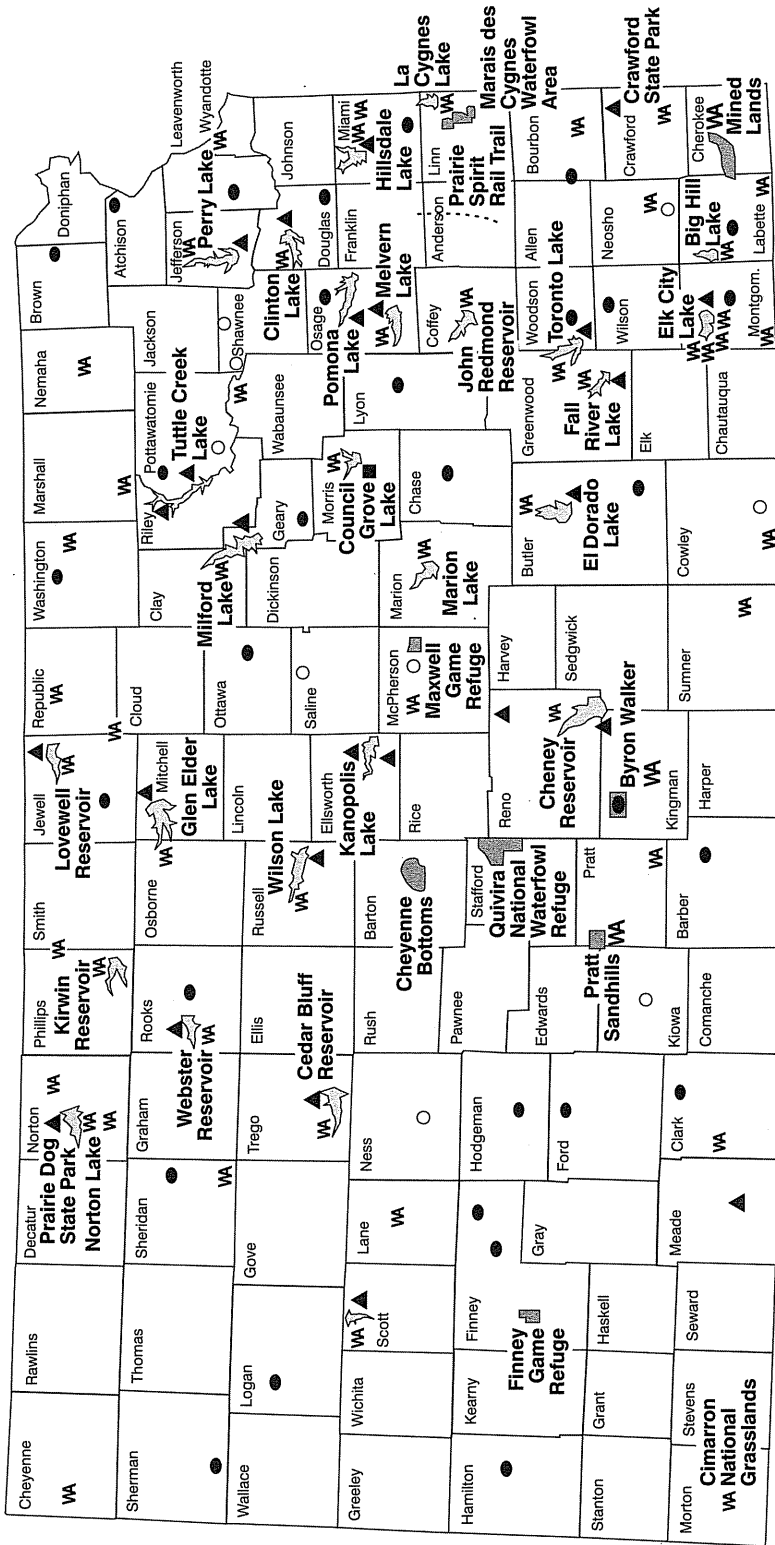 Cheyenne
WA
Rawlins
Decatur
Prairie Dog
State Park
Norton Lake
Norton
WA
WA
WA
Phillips
WA
Kirwin
Reservoir
Smith
WA
Jewell
WA
Lovewell
Reservoir
Republic
WA
WA
Washington
WA
Marshall
WA
Nemaha
WA
Brown
Doniphan
Sherman
Thomas
Sheridan
WA
Graham
Webster
Reservoir
WA
Rooks
Osborne
WA
Mitchell
Glen Elder
Lake
Cloud
Clay
Riley
Pottawatomie
Tuttle Creek
Lake
Jackson
Atchison
Jefferson
WA
Perry Lake
Leavenworth
Wyandotte
WA
Wallace
Logan
Gove
Trego
WA
Cedar Bluff
Reservoir
Ellis
Russell
WA
Wilson Lake
Lincoln
Ottawa
Milford
Lake
WA
Dickinson
Geary
Wabaunsee
WA
Shawnee
WA
Clinton
Lake
Douglas
Johnson
Saline
Greeley
Wichita
WA
Scott
Lane
WA
Ness
Rush
Barton
Cheyenne
Bottoms
Ellsworth
Kanopolis
Lake
Rice
McPherson
WA
Maxwell
Game
Refuge
Marion
WA
Marion
Lake
Morris
WA
Council
Grove
Lake
Chase
Lyon
Osage
Pomona
Lake
WA
Melvern
Lake
Franklin
Miami
WA
WA
Hillsdale
Lake
Hamilton
Kearny
Finney
Finney
Game
Refuge
Gray
Hodgeman
Ford
Pawnee
Edwards
Stafford
Quivira
National
Waterfowl
Refuge
Reno
WA
Cheney
Reservoir
Harvey
Sedgwick
Butler
WA
El Dorado
Lake
Greenwood
WA
Fall
River
Lake
Coffey
WA
John
Redmond
Reservoir
Anderson
Prairie
Spirit
Rail Trail
Linn
WA
La
Cygnes
Lake
Marais des
Cygnes
Waterfowl
Area
Woodson
Toronto Lake
Allen
Bourbon
WA
Stanton
Grant
Haskell
Kiowa
Pratt
Sandhills
WA
Pratt
WA
Kingman
Byron Walker
WA
Elk
Wilson
Neosho
WA
Crawford
WA
Crawford
State Park
Morton
WA
Cimarron
National
Grasslands
Stevens
Seward
Meade
Clark
WA
Comanche
Barber
Harper
Sumner
WA
Cowley
WA
Chautauqua
Elk City
Lake
WA
WA
WA
Montgom.
Big Hill
Lake
WA
Labette
WA
Cherokee
WA
Mined
Lands